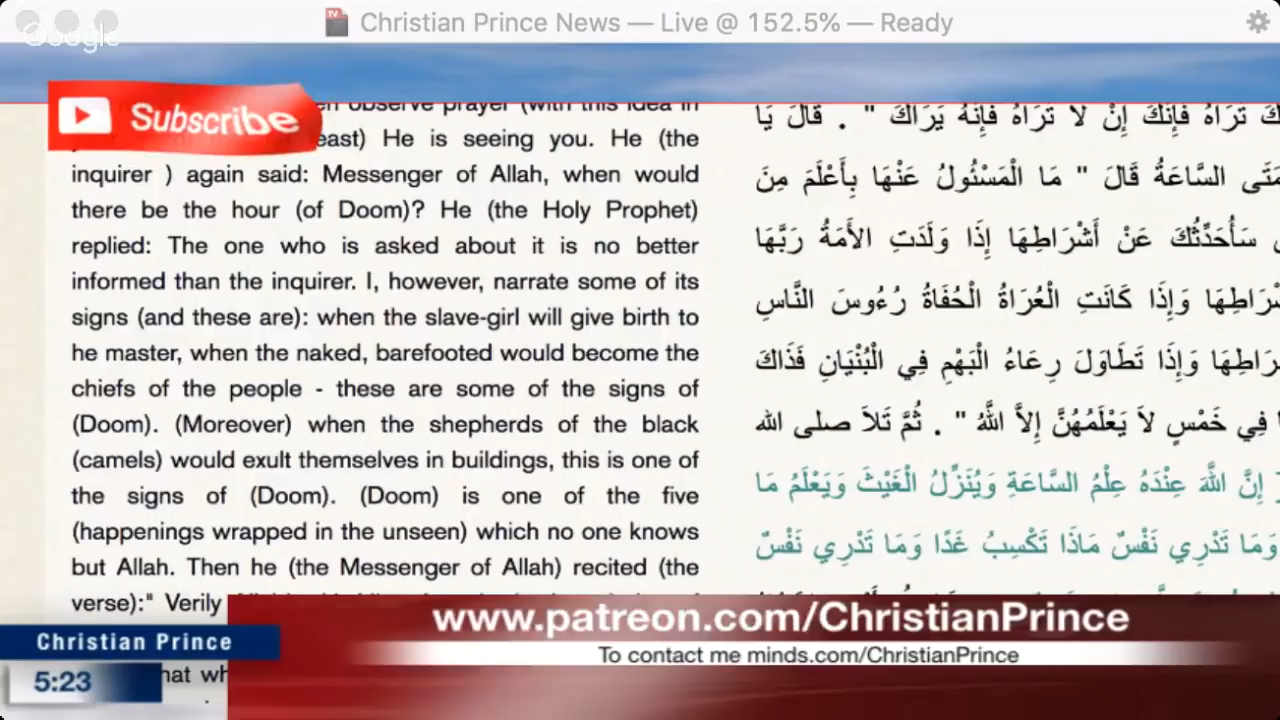 Christian Prince News — Live @ 152.5% — Ready
Google
Subscribe
observe prayer (with this idea in
east) He is seeing you. He (the
inquirer ) again said: Messenger of Allah, when would
there be the hour (of Doom)? He (the Holy Prophet)
replied: The one who is asked about it is no better
informed than the inquirer. I, however, narrate some of its
signs (and these are): when the slave-girl will give birth to
he master, when the naked, barefooted would become the
chiefs of the people - these are some of the signs of
(Doom). (Moreover) when the shepherds of the black
(camels) would exult themselves in buildings, this is one of
the signs of (Doom). (Doom) is one of the five
(happenings wrapped in the unseen) which no one knows
but Allah. Then he (the Messenger of Allah) recited (the
verse):" Verily
تَرَاهُ فَإِنَّكَ إِنْ لاَ تَرَاهُ فَإِنَّهُ يَرَاكَ " . قَالَ يَا
مَتَى السَّاعَةُ قَالَ " مَا الْمَسْئُولُ عَنْهَا بِأَعْلَمَ مِنَ
سَأُحَدِّثُكَ عَنْ أَشْرَاطِهَا إِذَا وَلَدَتِ الأَمَةُ رَبَّهَا
وَإِذَا كَانَتِ الْعُرَاةُ الْحُفَاةُ رُءُوسَ النَّاسِ
وَإِذَا تَطَاوَلَ رِعَاءُ الْبَهْمِ فِي الْبُنْيَانِ فَذَاكَ
فِي خَمْسٍ لاَ يَعْلَمُهُنَّ إِلاَّ اللَّهُ " . ثُمَّ تَلاَ صلى الله
إِنَّ اللَّهَ عِنْدَهُ عِلْمُ السَّاعَةِ وَيُنَزِّلُ الْغَيْثَ وَيَعْلَمُ مَا
وَمَا تَدْرِي نَفْسٌ مَاذَا تَكْسِبُ غَدًا وَمَا تَدْرِي نَفْسٌ
www.patreon.com/ChristianPrince
To contact me minds.com/ChristianPrince
Christian Prince
5:23